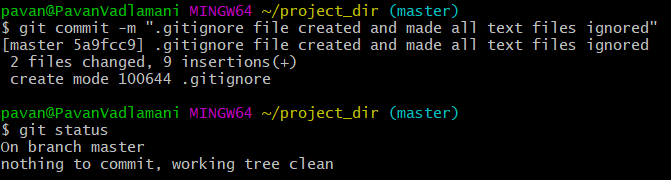 pavan@PavanVadlamani MINGW64 ~/project_dir (master)
$ git commit -m ".gitignore file created and made all text files ignored"
[master 5a9fcc9] .gitignore file created and made all text files ignored
 2 files changed, 9 insertions(+)
 create mode 100644 .gitignore
pavan@PavanVadlamani MINGW64 ~/project_dir (master)
$ git status
On branch master
nothing to commit, working tree clean